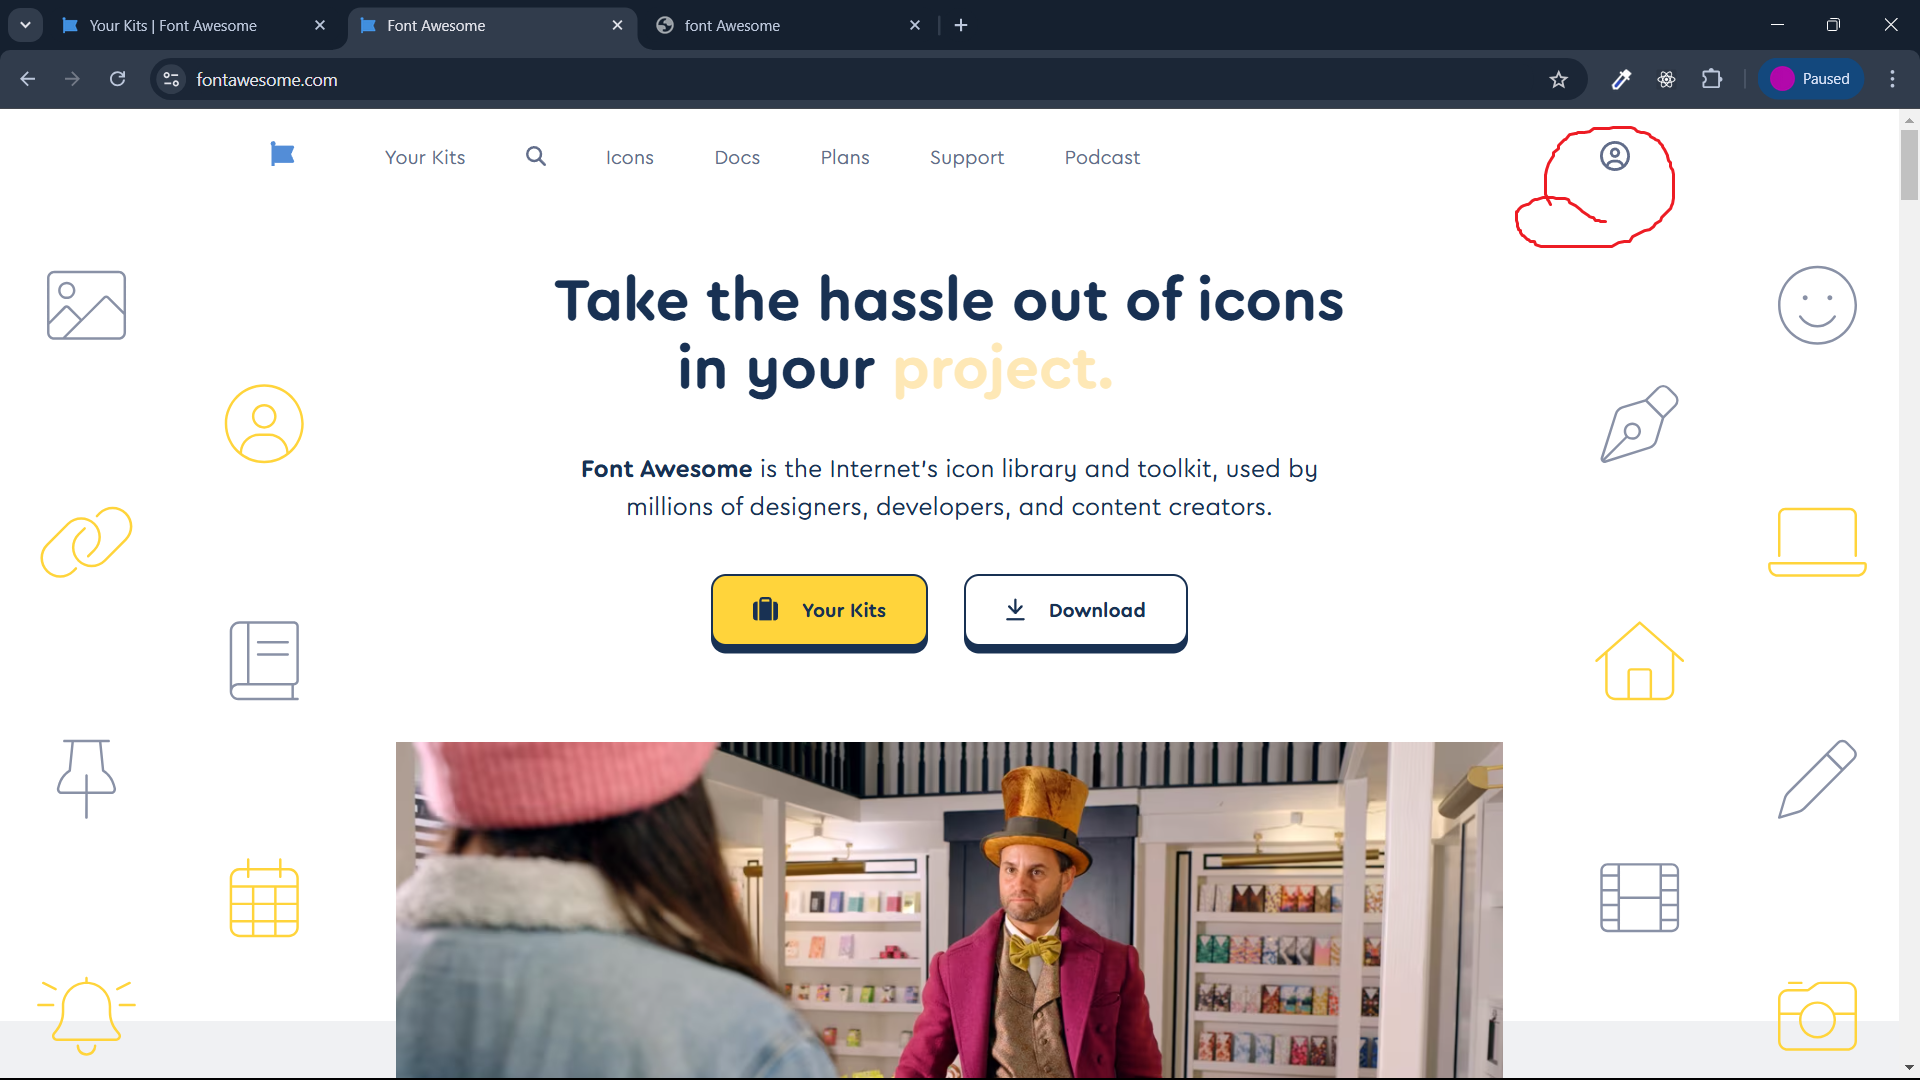 Your Kits | Font Awesome
Font Awesome
font Awesome
fontawesome.com
Paused
Your Kits
Icons
Docs
Plans
Support
Podcast
Take the hassle out of icons
in your project.
Font Awesome is the Internet's icon library and toolkit, used by
millions of designers, developers, and content creators.
Your Kits
Download